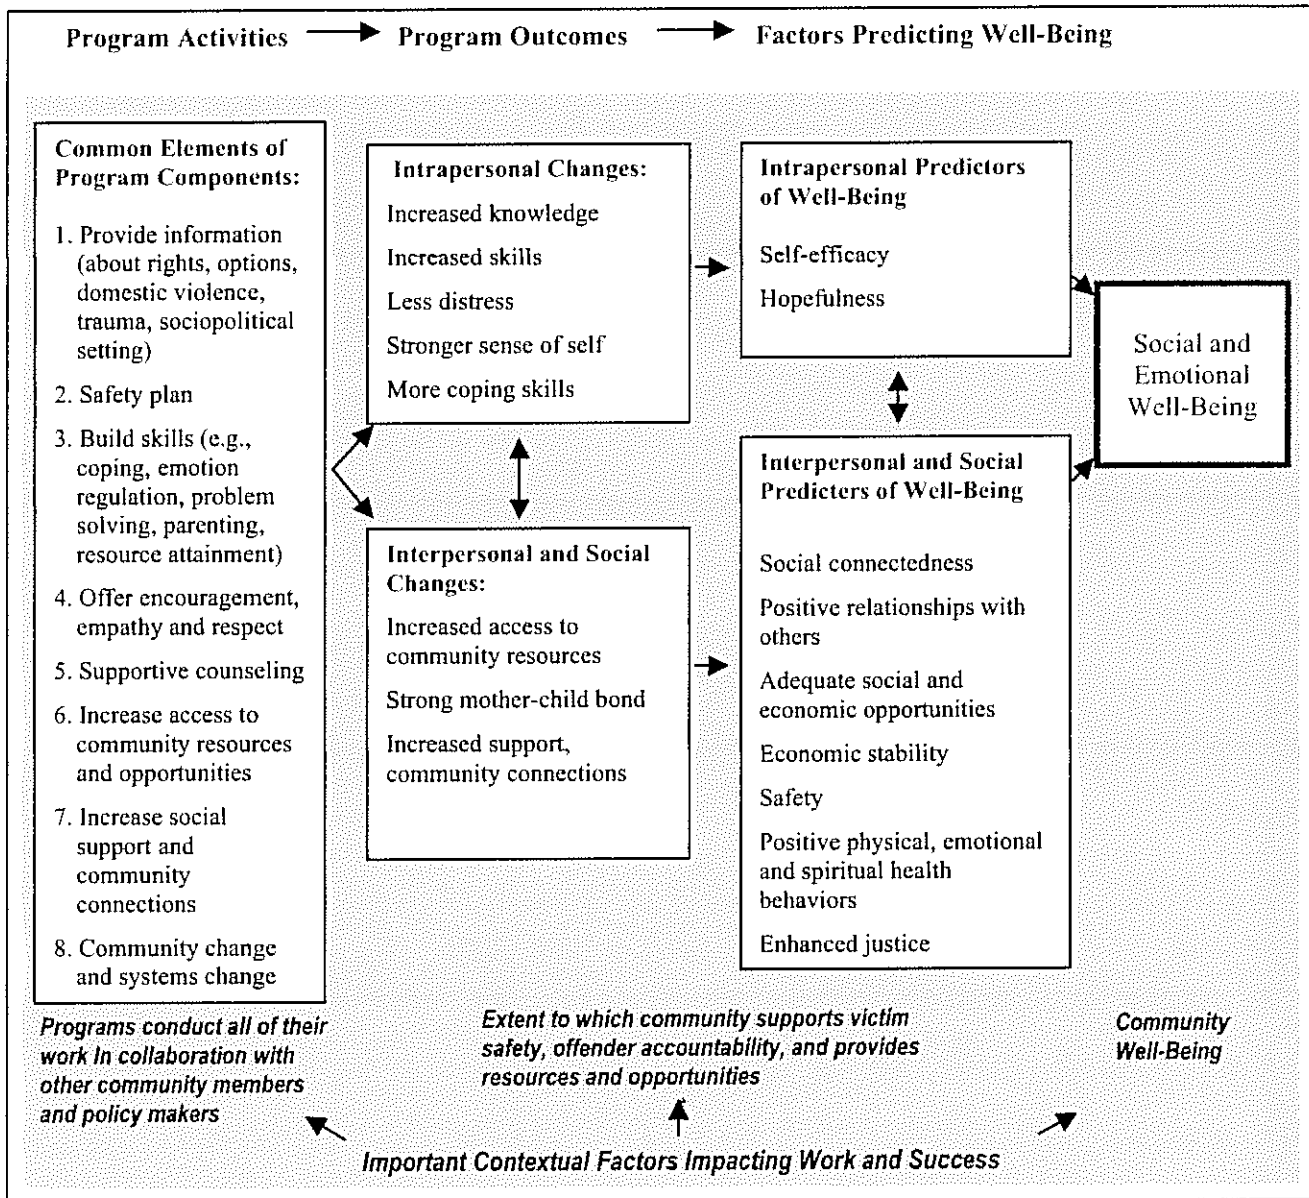 Program Activities Program Outcomes Factors Predicting Well-Being
Common Elements of
Program Components:
1. Provide information
(about rights, options,
domestic violence,
trauma, sociopolitical
setting)
2. Safety plan
3. Build skills (e.g.,
coping, emotion
regulation, problem
solving, parenting,
resource attainment)
4. Offer encouragement,
empathy and respect
5. Supportive counseling
6. Increase access to
community resources
and opportunities
7. Increase social
support and
community
connections
8. Community change
and systems change
Intrapersonal Changes:
Increased knowledge
Increased skills
Less distress
Stronger sense of self
More coping skills
Interpersonal and Social
Changes:
Increased access to
community resources
Strong mother-child bond
Increased support,
community connections
Intrapersonal Predictors
of Well-Being
Self-efficacy
Hopefulness
Interpersonal and Social
Predicters of Well-Being
Social connectedness
Positive relationships with
others
Adequate social and
economic opportunities
Economic stability
Safety
Positive physical, emotional
and spiritual health
behaviors
Enhanced justice
Social and
Emotional
Well-Being
Programs conduct all of their
work In collaboration with
other community members
and policy makers
Extent to which community supports victim
safety, offender accountability, and provides
resources and opportunities
Community
Well-Being
Important Contextual Factors Impacting Work and Success